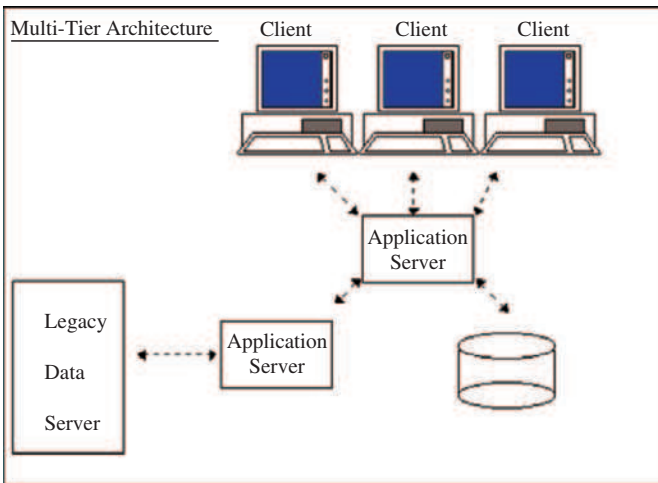 Multi-Tier Architecture
Client
Client
Client
Application
Server
Application
Server
Legacy
Data
Server